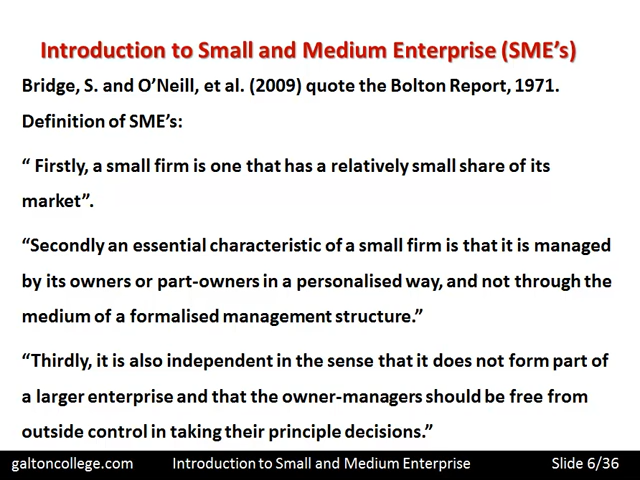 Introduction to Small and Medium Enterprise (SME's)
Bridge, S. and O'Neill, et al. (2009) quote the Bolton Report, 1971.
Definition of SME's:
“ Firstly, a small firm is one that has a relatively small share of its
market”.
“Secondly an essential characteristic of a small firm is that it is managed
by its owners or part-owners in a personalised way, and not through the
medium of a formalised management structure.”
“Thirdly, it is also independent in the sense that it does not form part of
a larger enterprise and that the owner-managers should be free from
outside control in taking their principle decisions.”
galtoncollege.com Introduction to Small and Medium Enterprise Slide 6/36